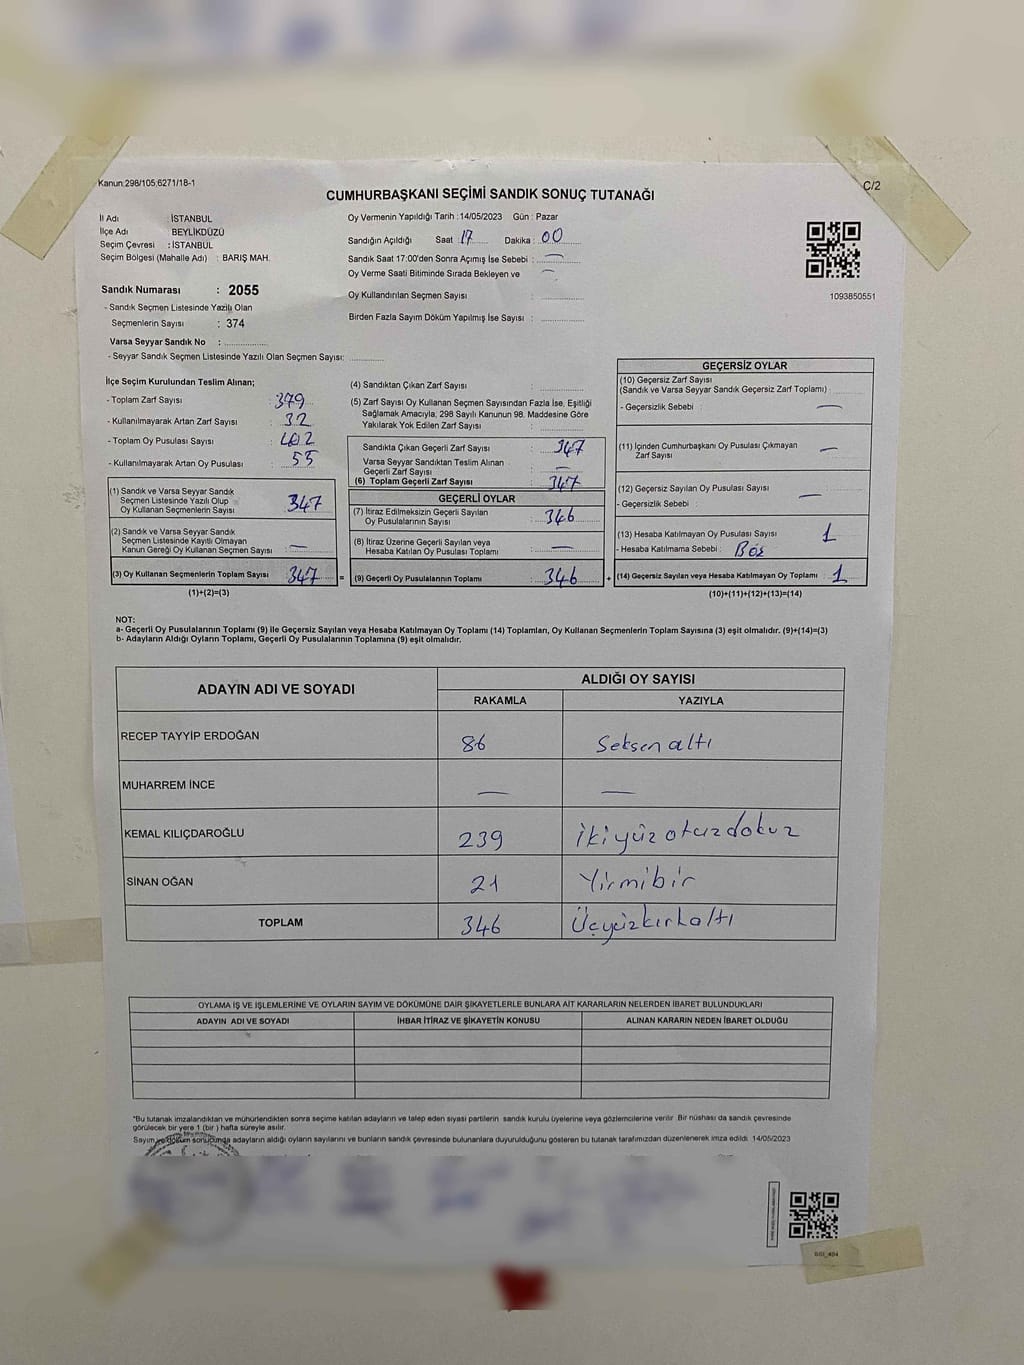 Kanun:298/105,6271/18-1
C/2
CUMHURBAŞKANI SEÇİMİ SANDIK SONUÇ TUTANAĞI
İl Adı : İSTANBUL
İlçe Adı : BEYLİKDÜZÜ
Seçim Çevresi : İSTANBUL
Seçim Bölgesi (Mahalle Adı) : BARIŞ MAH.
Sandık Numarası : 2055
- Sandık Seçmen Listesinde Yazılı Olan
Seçmenlerin Sayısı : 374
Varsa Seyyar Sandık No :
- Seyyar Sandık Seçmen Listesinde Yazılı Olan Seçmen Sayısı:
Oy Vermenin Yapıldığı Tarih :14/05/2023 Gün : Pazar
Sandığın Açıldığı Saat 17 Dakika : 00
Sandık Saat 17:00'den Sonra Açımış İse Sebebi : —
Oy Verme Saati Bitiminde Sırada Bekleyen ve —
Oy Kullandırılan Seçmen Sayısı :
Birden Fazla Sayım Döküm Yapılmış İse Sayısı :
1093850551
İlçe Seçim Kurulundan Teslim Alınan;
- Toplam Zarf Sayısı : 379
- Kullanılmayarak Artan Zarf Sayısı : 32
- Toplam Oy Pusulası Sayısı : 402
- Kullanılmayarak Artan Oy Pusulası : 55
(1) Sandık ve Varsa Seyyar Sandık
Seçmen Listesinde Yazılı Olup
Oy Kullanan Seçmenlerin Sayısı 347
(2) Sandık ve Varsa Seyyar Sandık
Seçmen Listesinde Kayıtlı Olmayan
Kanun Gereği Oy Kullanan Seçmen Sayısı —
(3) Oy Kullanan Seçmenlerin Toplam Sayısı 347 =
(1)+(2)=(3)
(4) Sandıktan Çıkan Zarf Sayısı :
(5) Zarf Sayısı Oy Kullanan Seçmen Sayısından Fazla İse, Eşitliği
Sağlamak Amacıyla, 298 Sayılı Kanunun 98. Maddesine Göre
Yakılarak Yok Edilen Zarf Sayısı :
Sandıkta Çıkan Geçerli Zarf Sayısı : 347
Varsa Seyyar Sandıktan Teslim Alınan
Geçerli Zarf Sayısı : —
(6) Toplam Geçerli Zarf Sayısı : 347
GEÇERLİ OYLAR
(7) İtiraz Edilmeksizin Geçerli Sayılan
Oy Pusulalarının Sayısı : 346
(8) İtiraz Üzerine Geçerli Sayılan veya
Hesaba Katılan Oy Pusulası Toplamı : —
(9) Geçerli Oy Pusulalarının Toplamı : 346 +
GEÇERSİZ OYLAR
(10) Geçersiz Zarf Sayısı
(Sandık ve Varsa Seyyar Sandık Geçersiz Zarf Toplamı) :
- Geçersizlik Sebebi : —
(11) İçinden Cumhurbaşkanı Oy Pusulası Çıkmayan
Zarf Sayısı —
(12) Geçersiz Sayılan Oy Pusulası Sayısı
- Geçersizlik Sebebi : —
(13) Hesaba Katılmayan Oy Sayısı 1
- Hesaba Katılmama Sebebi : Boş
(14) Geçersiz Sayılan veya Hesaba Katılmayan Oy Toplamı : 1
(10)+(11)+(12)+(13)=(14)
NOT:
a- Geçerli Oy Pusulalarının Toplamı (9) ile Geçersiz Sayılan veya Hesaba Katılmayan Oy Toplamı (14) Toplamları, Oy Kullanan Seçmenlerin Toplam Sayısına (3) eşit olmalıdır. (9)+(14)=(3)
b- Adayların Aldığı Oyların Toplamı, Geçerli Oy Pusulalarının Toplamına (9) eşit olmalıdır.
ADAYIN ADI VE SOYADI
ALDIĞI OY SAYISI
RAKAMLA YAZIYLA
RECEP TAYYİP ERDOĞAN 86 Seksen altı
MUHARREM İNCE — —
KEMAL KILIÇDAROĞLU 239 İkiyüz otuzdokuz
SİNAN OĞAN 21 Yirmibir
TOPLAM 346 Üçyüzkırkaltı
OYLAMA İŞ VE İŞLEMLERİNE VE OYLARIN SAYIM VE DÖKÜMÜNE DAİR ŞİKAYETLERLE BUNLARA AİT KARARLARIN NELERDEN İBARET BULUNDUKLARI
ADAYIN ADI VE SOYADI İHBAR İTİRAZ VE ŞİKAYETİN KONUSU ALINAN KARARIN NEDEN İBARET OLDUĞU
*Bu tutanak imzalandıktan ve mühürlendikten sonra seçime katılan adayların ve talep eden siyasi partilerin sandık kurulu üyelerine veya gözlemcilerine verilir. Bir nüshası da sandık çevresinde
görülecek bir yere 1 (bir ) hafta süreyle asılır.
Sayım ve döküm sonucunda adayların aldığı oyların sayılarını ve bunların sandık çevresinde bulunanlara duyurulduğunu gösteren bu tutanak tarafımızdan düzenlenerek imza edildi. 14/05/2023